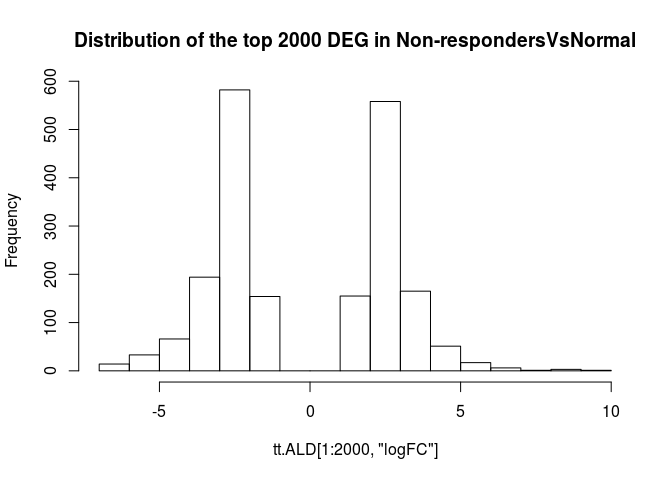 Distribution of the top 2000 DEG in Non-respondersVsNormal
600
500
400
300
200
100
0
Frequency
-5 0 5 10
tt.ALD[1:2000, "logFC"]